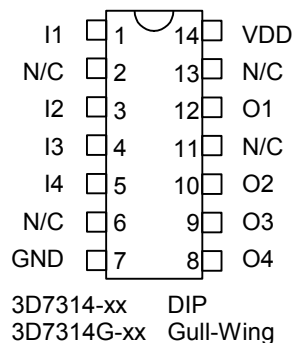 I1 1 14 VDD
N/C 2 13 N/C
I2 3 12 O1
I3 4 11 N/C
I4 5 10 O2
N/C 6 9 O3
GND 7 8 O4
3D7314-xx DIP
3D7314G-xx Gull-Wing